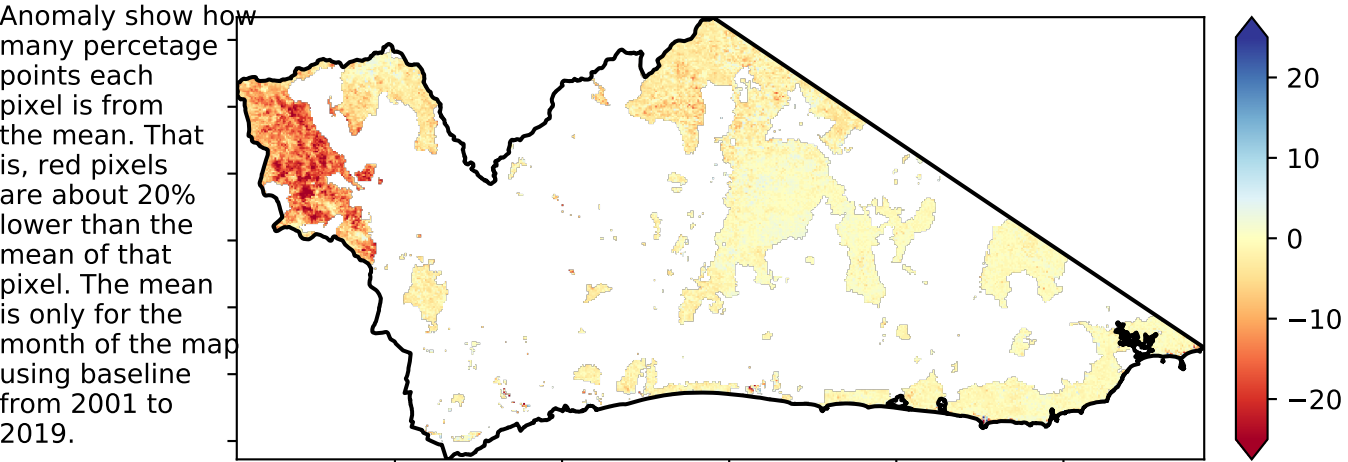 Anomaly show how
many percetage
points each
pixel is from
the mean. That
is, red pixels
are about 20%
lower than the
mean of that
pixel. The mean
is only for the
month of the map
using baseline
from 2001 to
2019.
20
10
0
−10
−20